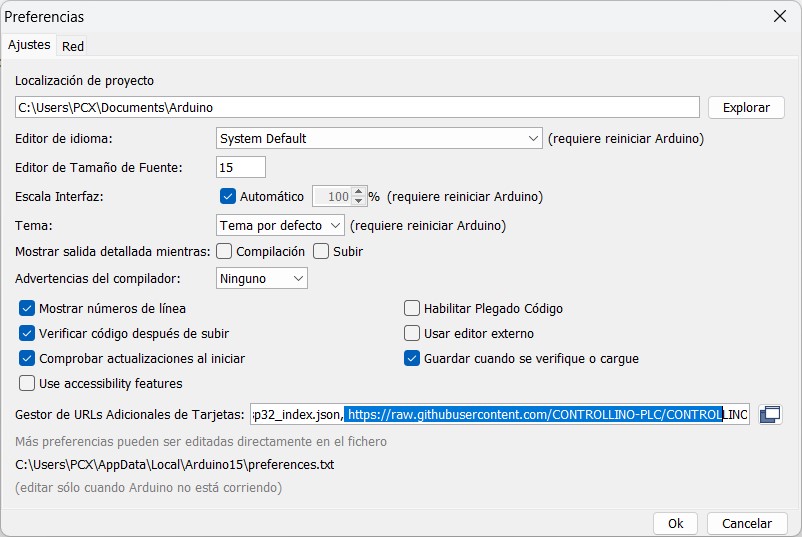 Preferencias
Ajustes
Red
Localización de proyecto
C:\Users\PCX\Documents\Arduino
Explorar
Editor de idioma: System Default (requiere reiniciar Arduino)
Editor de Tamaño de Fuente: 15
Escala Interfaz: Automático 100 % (requiere reiniciar Arduino)
Tema: Tema por defecto (requiere reiniciar Arduino)
Mostrar salida detallada mientras: Compilación Subir
Advertencias del compilador: Ninguno
Mostrar números de línea
Habilitar Plegado Código
Verificar código después de subir
Usar editor externo
Comprobar actualizaciones al iniciar
Guardar cuando se verifique o cargue
Use accessibility features
Gestor de URLs Adicionales de Tarjetas: sp32_index.json, https://raw.githubusercontent.com/CONTROLLINO-PLC/CONTROLLINO
Más preferencias pueden ser editadas directamente en el fichero
C:\Users\PCX\AppData\Local\Arduino15\preferences.txt
(editar sólo cuando Arduino no está corriendo)
Ok
Cancelar